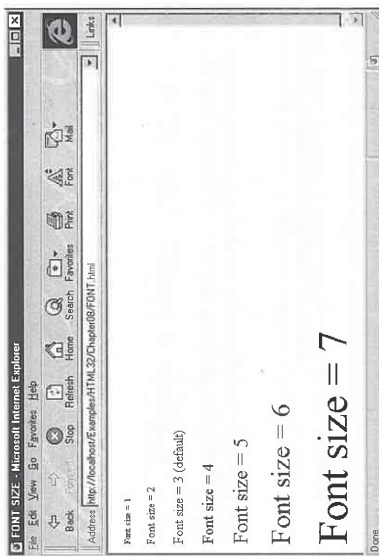 FONT SIZE - Microsoft Internet Explorer
File Edit View Go Favorites Help
Back Stop Refresh Home Search Favorites Print Font Mail
Address http://localhost/Examples/HTML32/Chapter08/FONT.html Links
Font size = 1
Font size = 2
Font size = 3 (default)
Font size = 4
Font size = 5
Font size = 6
Font size = 7
Done